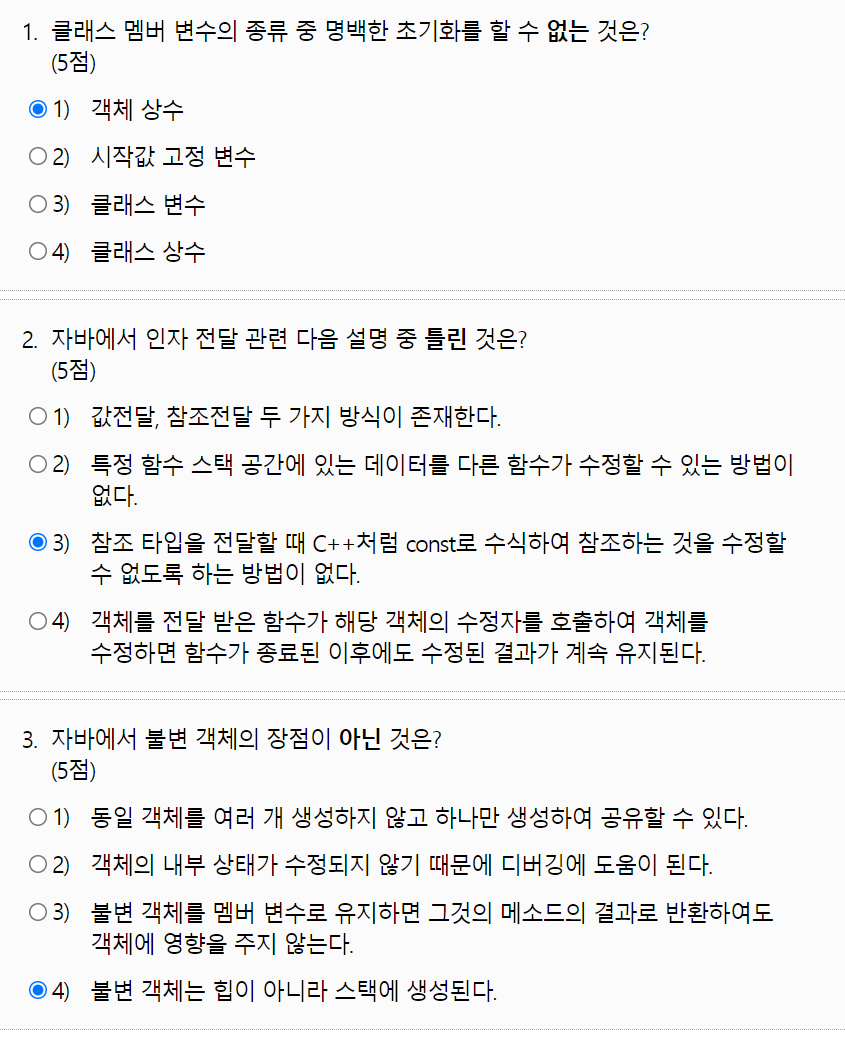 1. 클래스 멤버 변수의 종류 중 명백한 초기화를 할 수 없는 것은?
(5점)
1) 객체 상수
2) 시작값 고정 변수
3) 클래스 변수
4) 클래스 상수
2. 자바에서 인자 전달 관련 다음 설명 중 틀린 것은?
(5점)
1) 값전달, 참조전달 두 가지 방식이 존재한다.
2) 특정 함수 스택 공간에 있는 데이터를 다른 함수가 수정할 수 있는 방법이
없다.
3) 참조 타입을 전달할 때 C++처럼 const로 수식하여 참조하는 것을 수정할
수 없도록 하는 방법이 없다.
4) 객체를 전달 받은 함수가 해당 객체의 수정자를 호출하여 객체를
수정하면 함수가 종료된 이후에도 수정된 결과가 계속 유지된다.
3. 자바에서 불변 객체의 장점이 아닌 것은?
(5점)
1) 동일 객체를 여러 개 생성하지 않고 하나만 생성하여 공유할 수 있다.
2) 객체의 내부 상태가 수정되지 않기 때문에 디버깅에 도움이 된다.
3) 불변 객체를 멤버 변수로 유지하면 그것의 메소드의 결과로 반환하여도
객체에 영향을 주지 않는다.
4) 불변 객체는 힙이 아니라 스택에 생성된다.